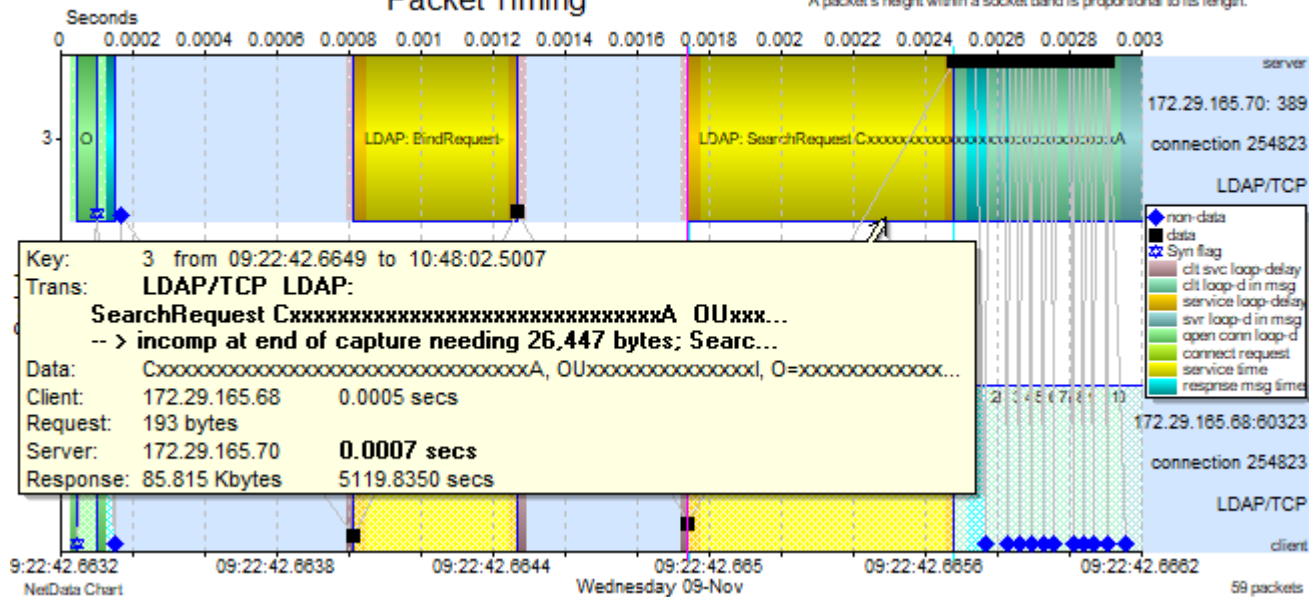 Packet Timing
A packet's height within a socket band is proportional to its length.
Seconds
0 0.0002 0.0004 0.0006 0.0008 0.001 0.0012 0.0014 0.0016 0.0018 0.002 0.0022 0.0024 0.0026 0.0028 0.003
server
172.29.165.70: 389
3
O
LDAP: BindRequest-
LDAP: SearchRequest
connection 254823
LDAP/TCP
non-data
data
Syn flag
clt svc loop-delay
clt loop-d in msg
service loop-delay
svr loop-d in msg
open conn loop-d
connect request
service time
respnse msg time
Key: 3 from 09:22:42.6649 to 10:48:02.5007
Trans: LDAP/TCP LDAP:
SearchRequest CxxxxxxxxxxxxxxxxxxxxxxxxxxxxxxxA OUxxx...
-- > incomp at end of capture needing 26,447 bytes; Searc...
Data: CxxxxxxxxxxxxxxxxxxxxxxxxxxxxxxxA, OUxxxxxxxxxxxxxxxI, O=xxxxxxxxxxxxx...
Client: 172.29.165.68 0.0005 secs
Request: 193 bytes
Server: 172.29.165.70 0.0007 secs
Response: 85.815 Kbytes 5119.8350 secs
172.29.165.68:60323
connection 254823
LDAP/TCP
client
9:22:42.6632 09:22:42.6638 09:22:42.6644 09:22:42.665 09:22:42.6656 09:22:42.6662
NetData Chart
Wednesday 09-Nov
59 packets